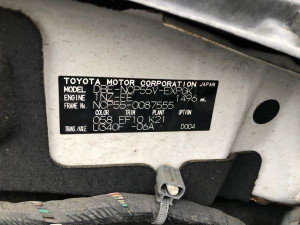 TOYOTA MOTOR CORPORATION JAPAN
MODEL DBE-NCP55V-EXPGK
ENGINE 1NZ-FE 1496 mL
FRAME No. NCP55-0087555
COLOR TRIM PLANT OPTION
058 EF10 K21
TRANS/AXLE U340F -06A D004